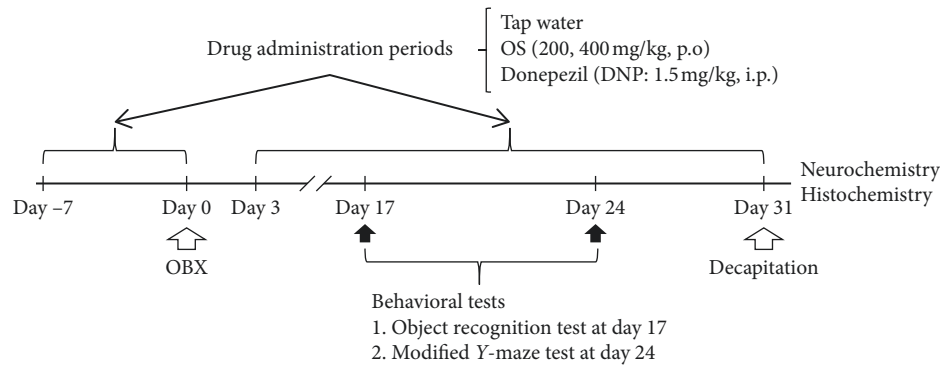 Drug administration periods
Tap water
OS (200, 400 mg/kg, p.o)
Donepezil (DNP: 1.5 mg/kg, i.p.)
Day –7
Day 0
Day 3
Day 17
Day 24
Day 31
Neurochemistry
Histochemistry
OBX
Decapitation
Behavioral tests
1. Object recognition test at day 17
2. Modified Y-maze test at day 24